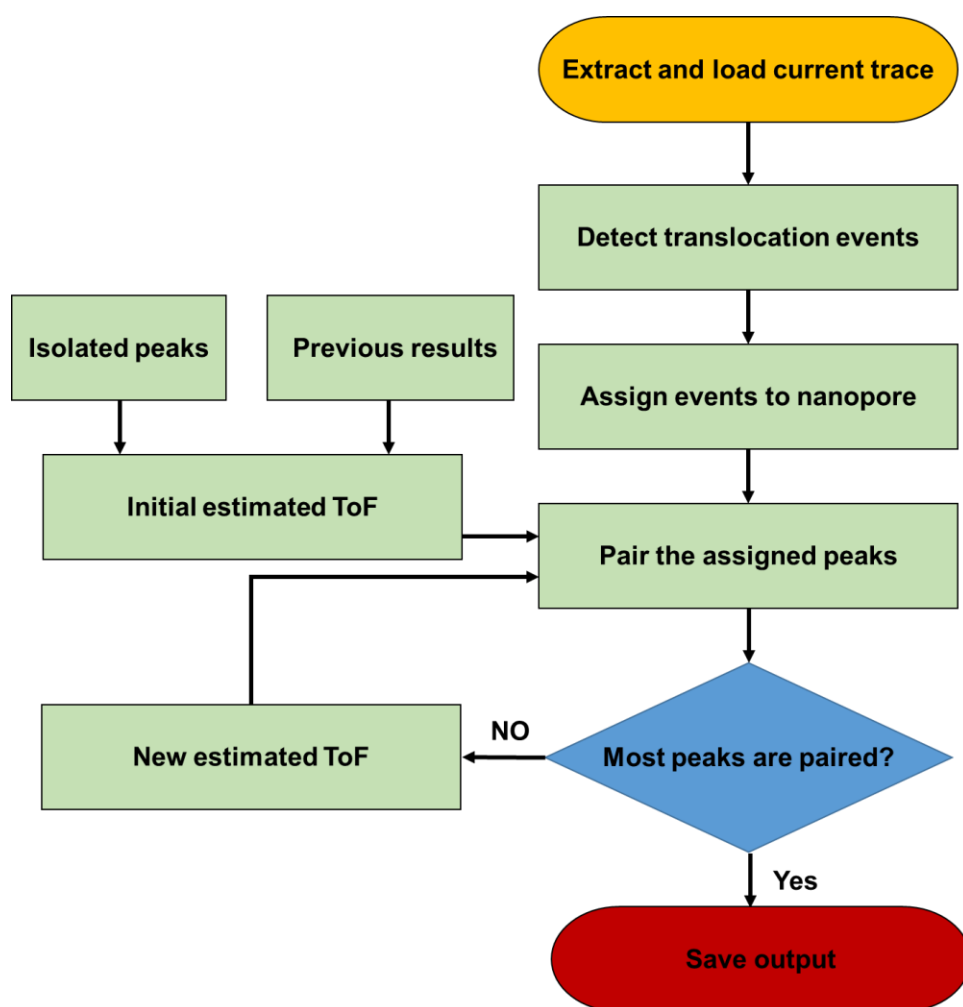 Extract and load current trace
Detect translocation events
Isolated peaks
Previous results
Assign events to nanopore
Initial estimated ToF
Pair the assigned peaks
NO
New estimated ToF
Most peaks are paired?
Yes
Save output